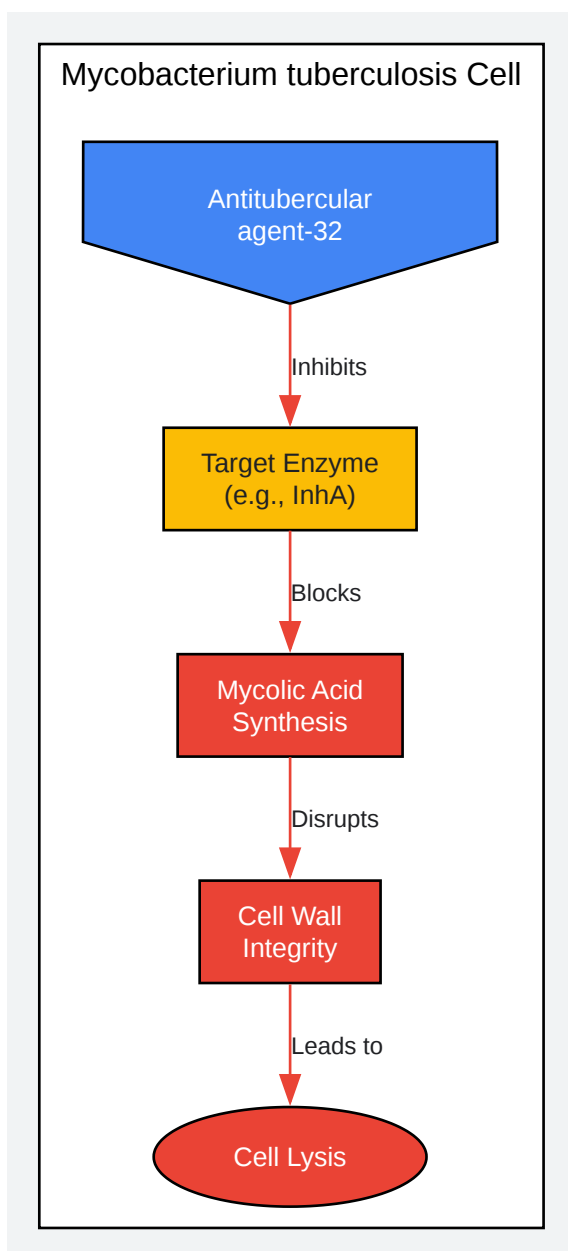 Mycobacterium tuberculosis Cell
Antitubercular
agent-32
Inhibits
Target Enzyme
(e.g., InhA)
Blocks
Mycolic Acid
Synthesis
Disrupts
Cell Wall
Integrity
Leads to
Cell Lysis